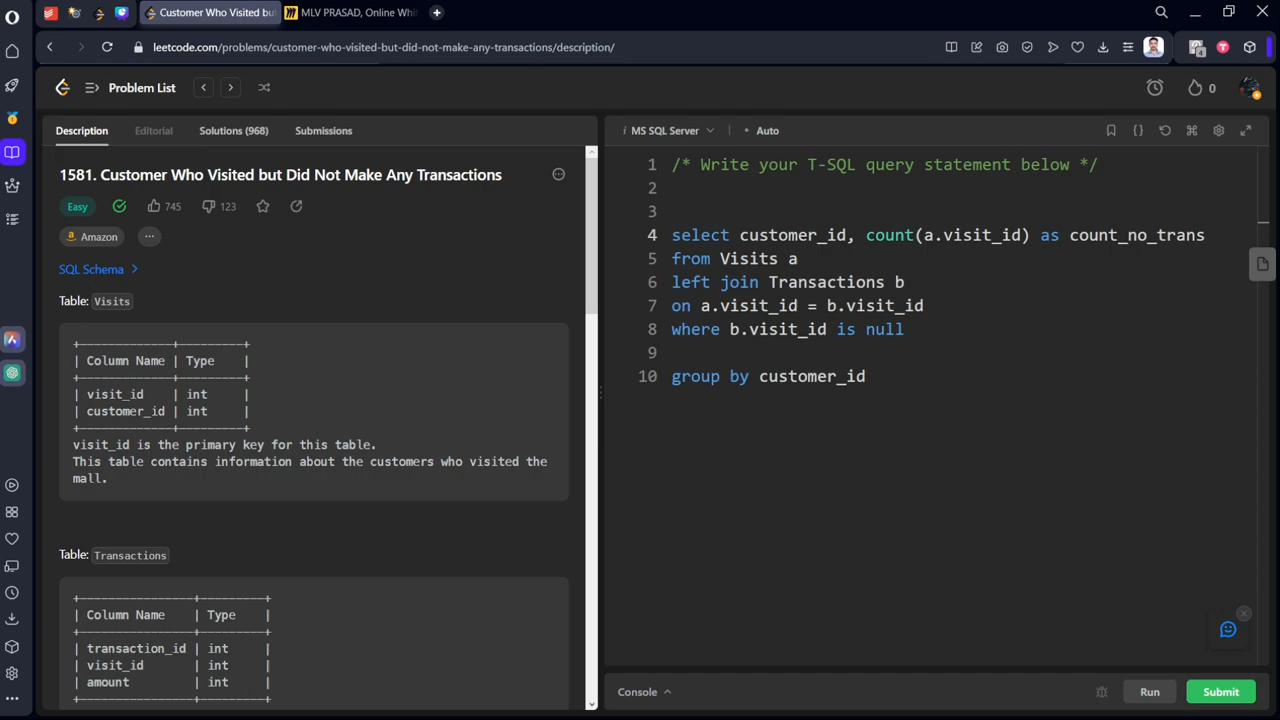 Customer Who Visited but
MLV PRASAD, Online Whi
leetcode.com/problems/customer-who-visited-but-did-not-make-any-transactions/description/
4
Problem List
0
Description
Editorial
Solutions (968)
Submissions
1581. Customer Who Visited but Did Not Make Any Transactions
Easy
745
123
Amazon
SQL Schema
Table: Visits
+-------------+---------+
| Column Name | Type    |
+-------------+---------+
| visit_id    | int     |
| customer_id | int     |
+-------------+---------+
visit_id is the primary key for this table.
This table contains information about the customers who visited the
mall.
Table: Transactions
+----------------+---------+
| Column Name    | Type    |
+----------------+---------+
| transaction_id | int     |
| visit_id       | int     |
| amount         | int     |
+----------------+---------+
i MS SQL Server
• Auto
1 /* Write your T-SQL query statement below */
2
3
4 select customer_id, count(a.visit_id) as count_no_trans
5 from Visits a
6 left join Transactions b
7 on a.visit_id = b.visit_id
8 where b.visit_id is null
9
10 group by customer_id
Console
Run
Submit